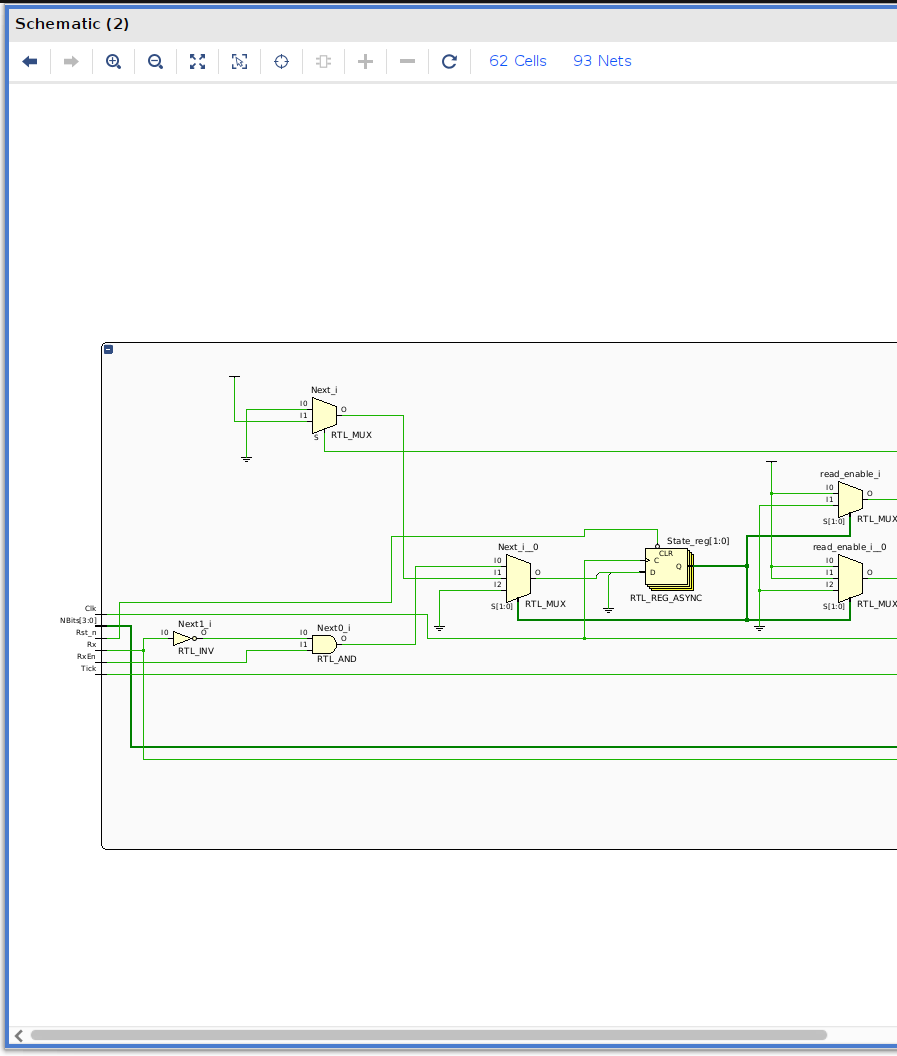 Schematic (2)
62 Cells 93 Nets
Next_i
I0
I1
O
S
RTL_MUX
read_enable_i
I0
I1
O
S[1:0]
RTL_MUX
State_reg[1:0]
CLR
C
D
Q
RTL_REG_ASYNC
Next_i__0
I0
I1
I2
O
S[1:0]
RTL_MUX
read_enable_i__0
I0
I1
I2
O
S[1:0]
RTL_MUX
Clk
NBits[3:0]
Rst_n
Rx
RxEn
Tick
Next1_i
I0
O
RTL_INV
Next0_i
I0
I1
O
RTL_AND